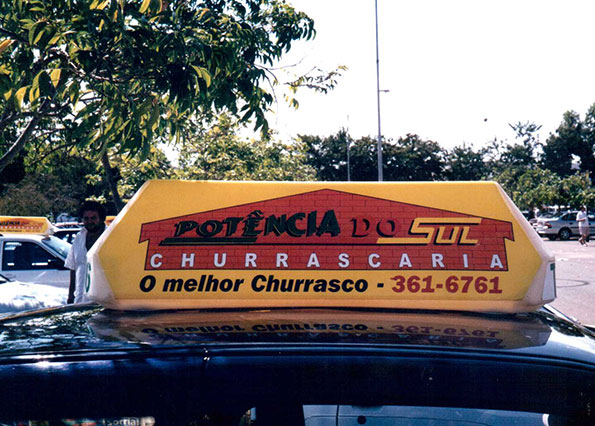 POTÊNCIA DO SUL
CHURRASCARIA
O melhor Churrasco - 361-6761